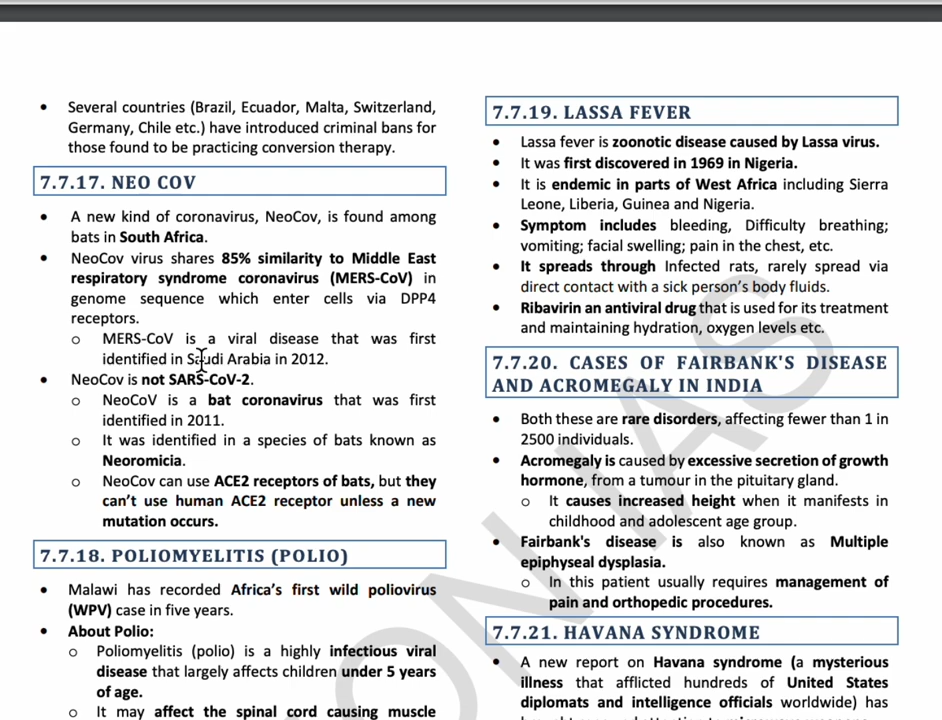 • Several countries (Brazil, Ecuador, Malta, Switzerland,
Germany, Chile etc.) have introduced criminal bans for
those found to be practicing conversion therapy.
7.7.17. NEO COV
• A new kind of coronavirus, NeoCov, is found among
bats in South Africa.
• NeoCov virus shares 85% similarity to Middle East
respiratory syndrome coronavirus (MERS-CoV) in
genome sequence which enter cells via DPP4
receptors.
o MERS-CoV is a viral disease that was first
identified in Saudi Arabia in 2012.
• NeoCov is not SARS-CoV-2.
o NeoCoV is a bat coronavirus that was first
identified in 2011.
o It was identified in a species of bats known as
Neoromicia.
o NeoCov can use ACE2 receptors of bats, but they
can’t use human ACE2 receptor unless a new
mutation occurs.
7.7.18. POLIOMYELITIS (POLIO)
• Malawi has recorded Africa’s first wild poliovirus
(WPV) case in five years.
• About Polio:
o Poliomyelitis (polio) is a highly infectious viral
disease that largely affects children under 5 years
of age.
o It may affect the spinal cord causing muscle
7.7.19. LASSA FEVER
• Lassa fever is zoonotic disease caused by Lassa virus.
• It was first discovered in 1969 in Nigeria.
• It is endemic in parts of West Africa including Sierra
Leone, Liberia, Guinea and Nigeria.
• Symptom includes bleeding, Difficulty breathing;
vomiting; facial swelling; pain in the chest, etc.
• It spreads through Infected rats, rarely spread via
direct contact with a sick person’s body fluids.
• Ribavirin an antiviral drug that is used for its treatment
and maintaining hydration, oxygen levels etc.
7.7.20. CASES OF FAIRBANK'S DISEASE
AND ACROMEGALY IN INDIA
• Both these are rare disorders, affecting fewer than 1 in
2500 individuals.
• Acromegaly is caused by excessive secretion of growth
hormone, from a tumour in the pituitary gland.
o It causes increased height when it manifests in
childhood and adolescent age group.
• Fairbank's disease is also known as Multiple
epiphyseal dysplasia.
o In this patient usually requires management of
pain and orthopedic procedures.
7.7.21. HAVANA SYNDROME
• A new report on Havana syndrome (a mysterious
illness that afflicted hundreds of United States
diplomats and intelligence officials worldwide) has
ON IAS